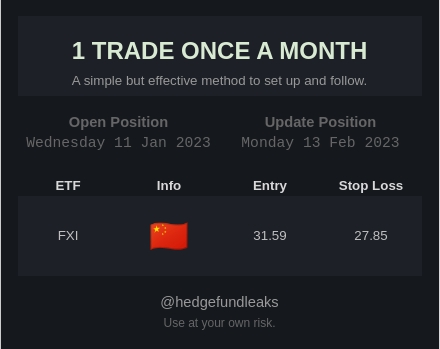 1 TRADE ONCE A MONTH
A simple but effective method to set up and follow.
Open Position Update Position
Wednesday 11 Jan 2023 Monday 13 Feb 2023
ETF Info Entry Stop Loss
FXI 31.59 27.85
@hedgefundleaks
Use at your own risk.